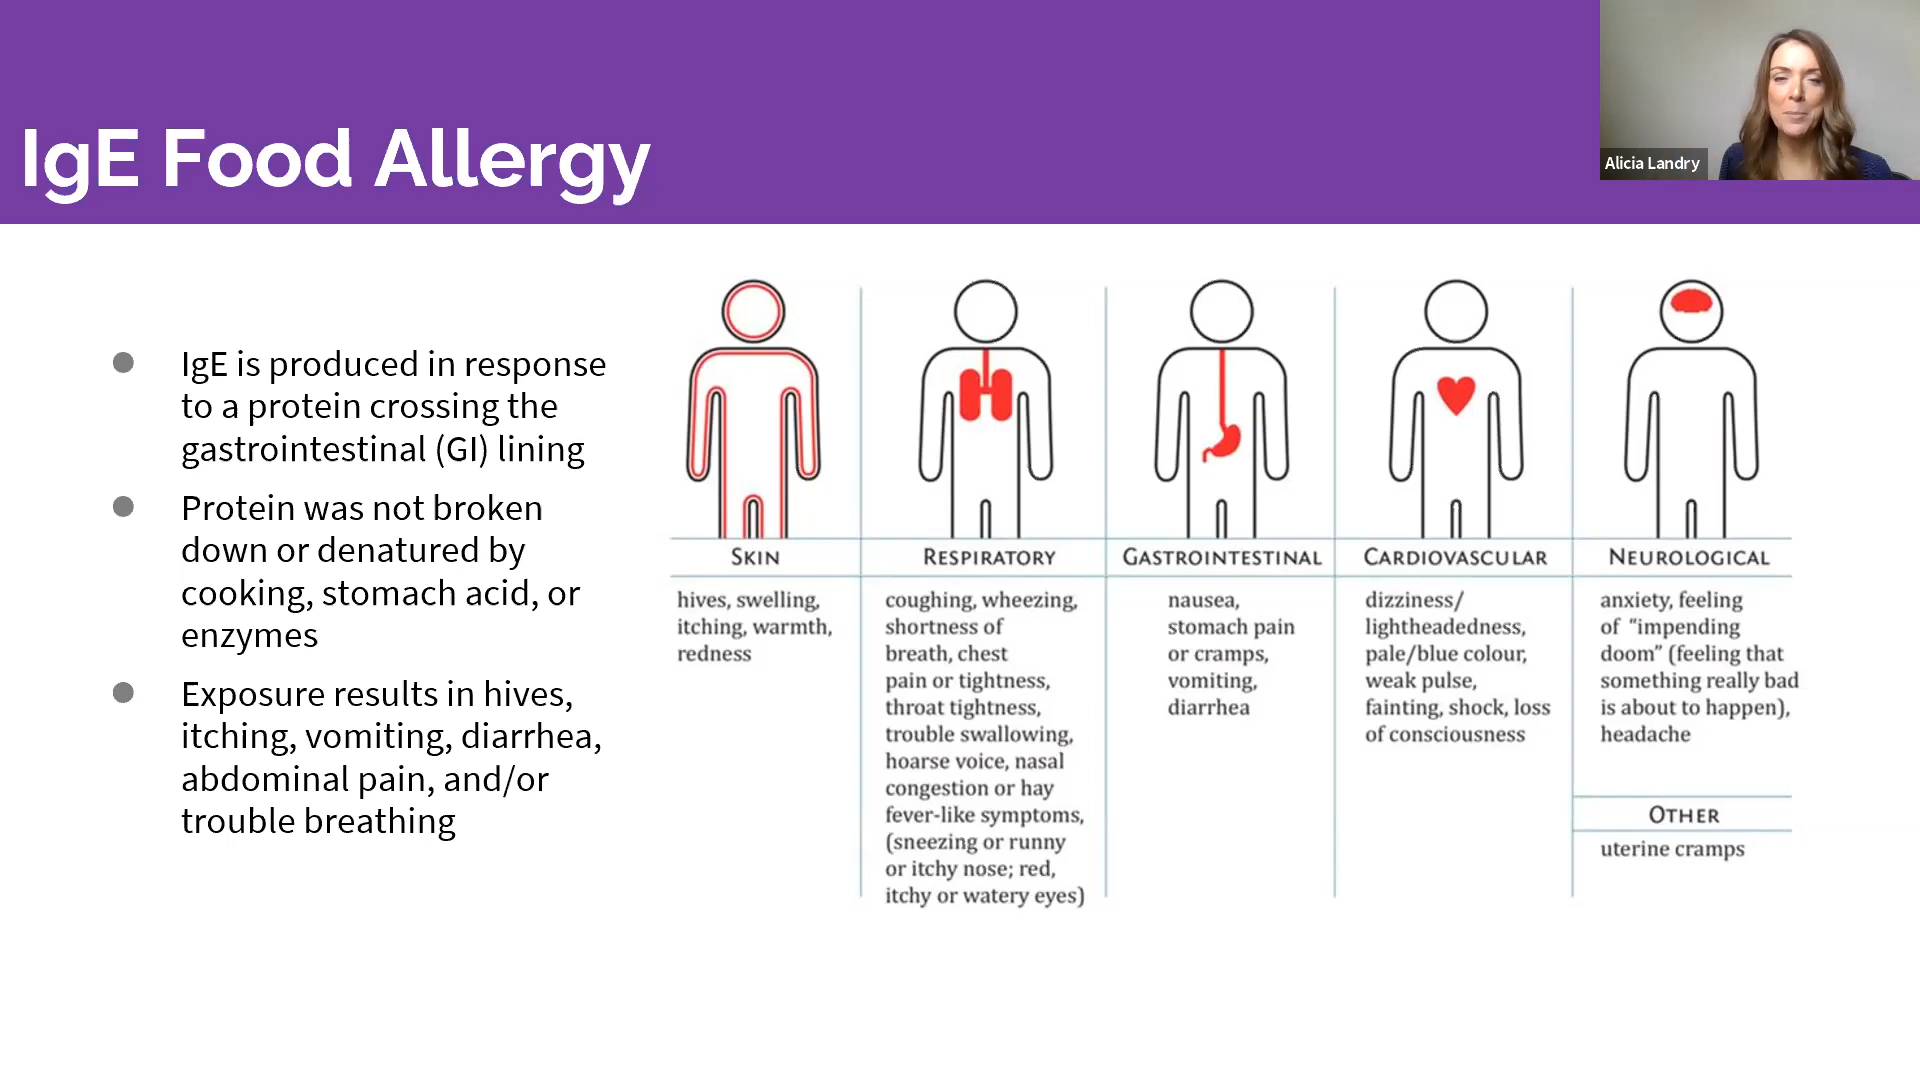 IgE Food Allergy
Alicia Landry
IgE is produced in response
to a protein crossing the
gastrointestinal (GI) lining
Protein was not broken
down or denatured by
cooking, stomach acid, or
enzymes
Exposure results in hives,
itching, vomiting, diarrhea,
abdominal pain, and/or
trouble breathing
SKIN
hives, swelling,
itching, warmth,
redness
RESPIRATORY
coughing, wheezing,
shortness of
breath, chest
pain or tightness,
throat tightness,
trouble swallowing,
hoarse voice, nasal
congestion or hay
fever-like symptoms,
(sneezing or runny
or itchy nose; red,
itchy or watery eyes)
GASTROINTESTINAL
nausea,
stomach pain
or cramps,
vomiting,
diarrhea
CARDIOVASCULAR
dizziness/
lightheadedness,
pale/blue colour,
weak pulse,
fainting, shock, loss
of consciousness
NEUROLOGICAL
anxiety, feeling
of “impending
doom” (feeling that
something really bad
is about to happen),
headache
OTHER
uterine cramps